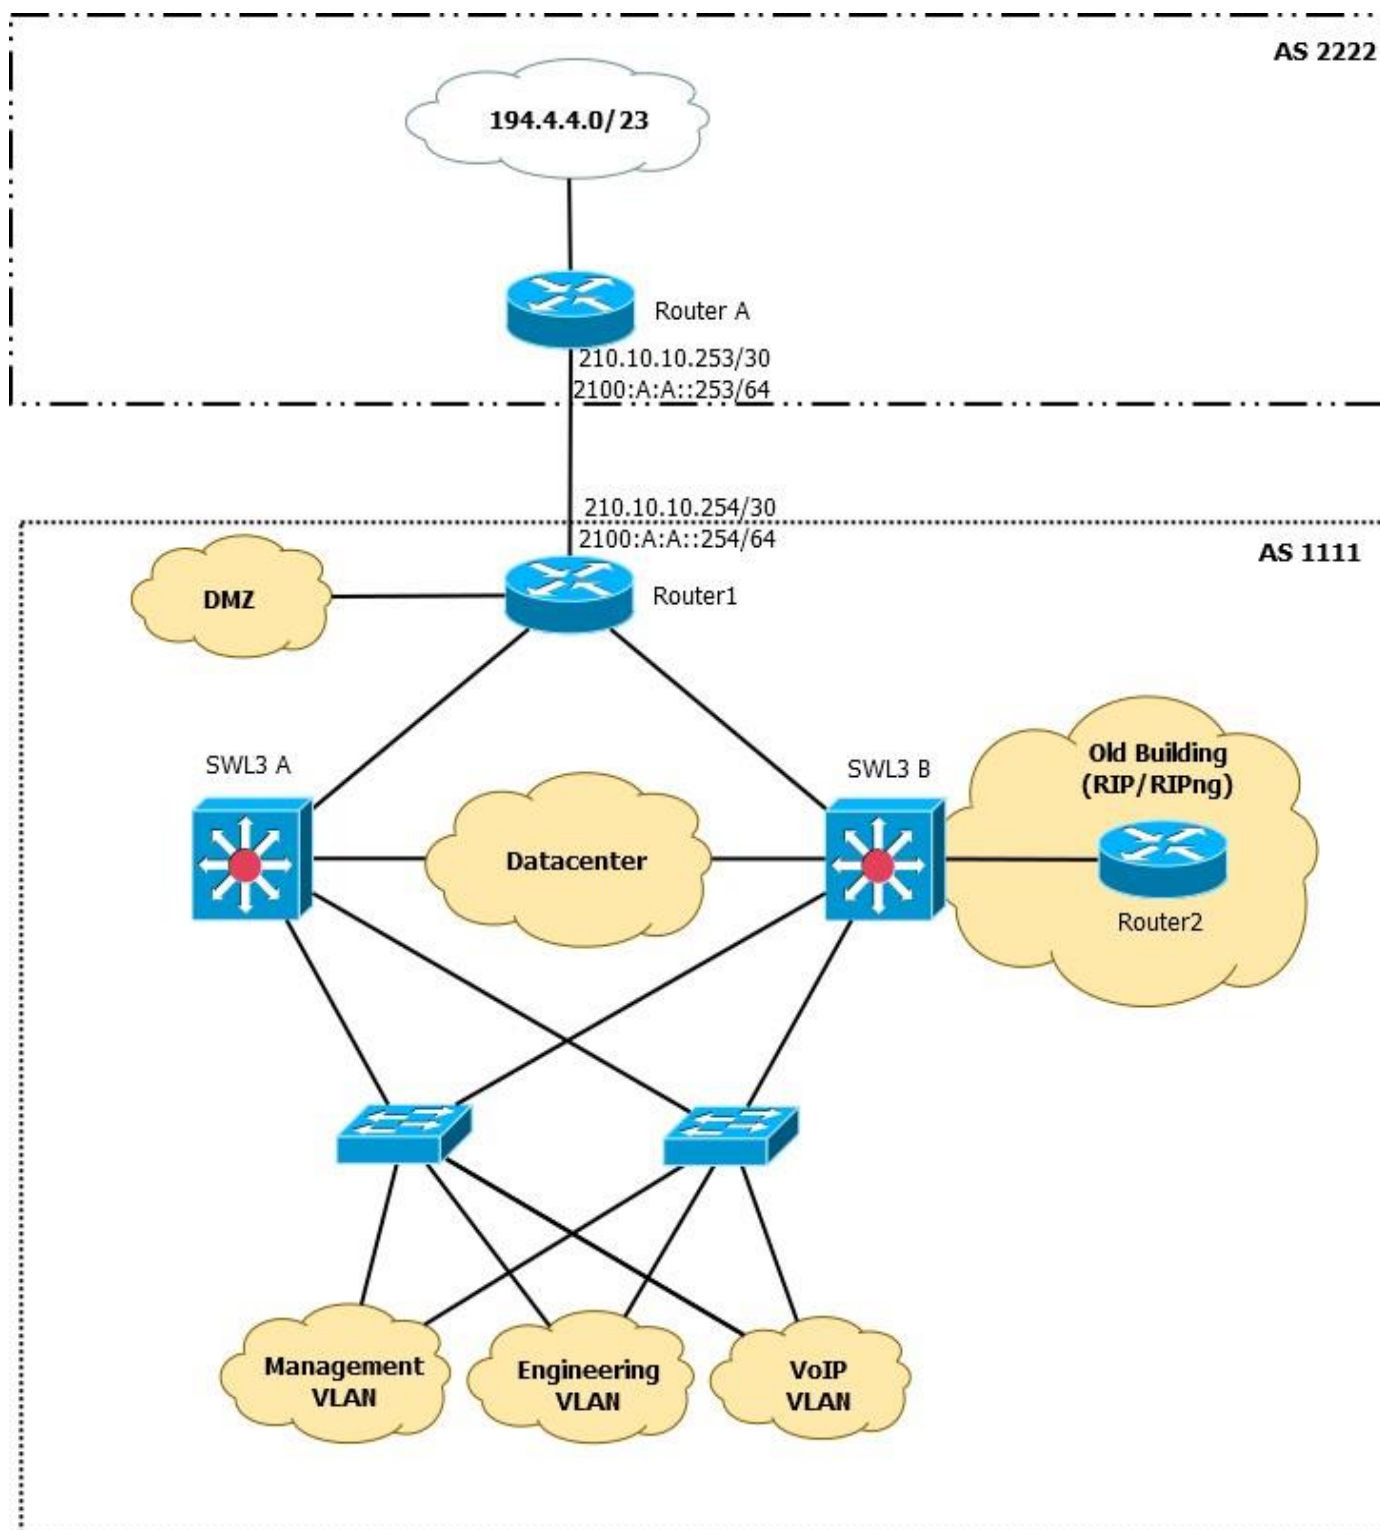 AS 2222
194.4.4.0/23
Router A
210.10.10.253/30
2100:A:A::253/64
210.10.10.254/30
2100:A:A::254/64
AS 1111
DMZ
Router1
SWL3 A
SWL3 B
Old Building
(RIP/RIPng)
Datacenter
Router2
Management
VLAN
Engineering
VLAN
VoIP
VLAN